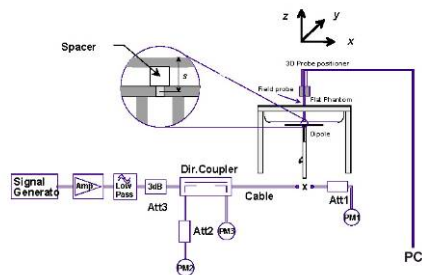 z
y
x
Spacer
s
3D Probe positioner
Field probe
Flat Phantom
Dipole
Signal
Generato
Amp
Low
Pass
3dB
Att3
Dir.Coupler
Cable
x
Att1
PM1
Att2
PM3
PM2
PC